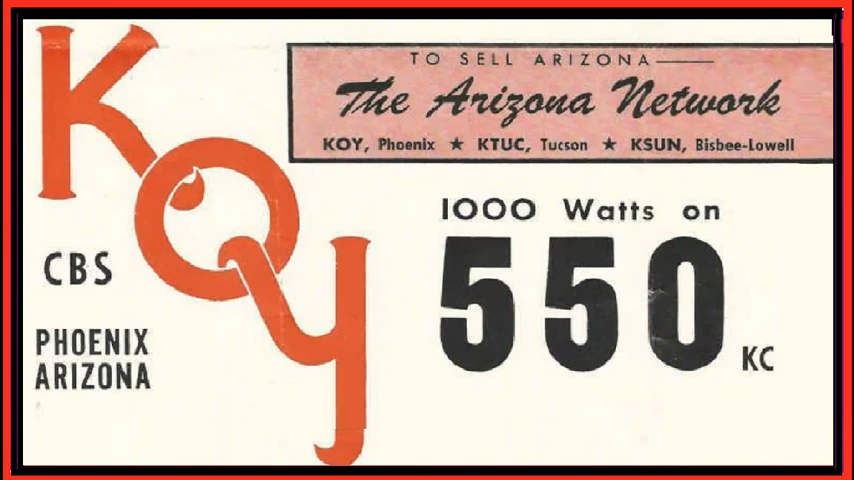 KOY
TO SELL ARIZONA
The Arizona Network
KOY, Phoenix ★ KTUC, Tucson ★ KSUN, Bisbee-Lowell
1000 Watts on
550 KC
CBS
PHOENIX
ARIZONA